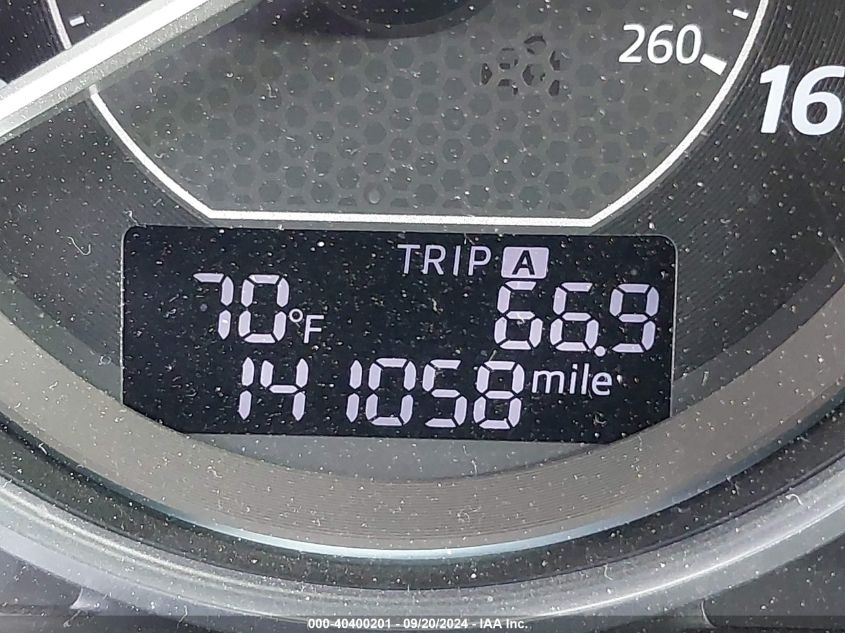 260
16
TRIP A
70°F 66.9
141058 mile
000-40400201 - 09/20/2024 - IAA Inc.